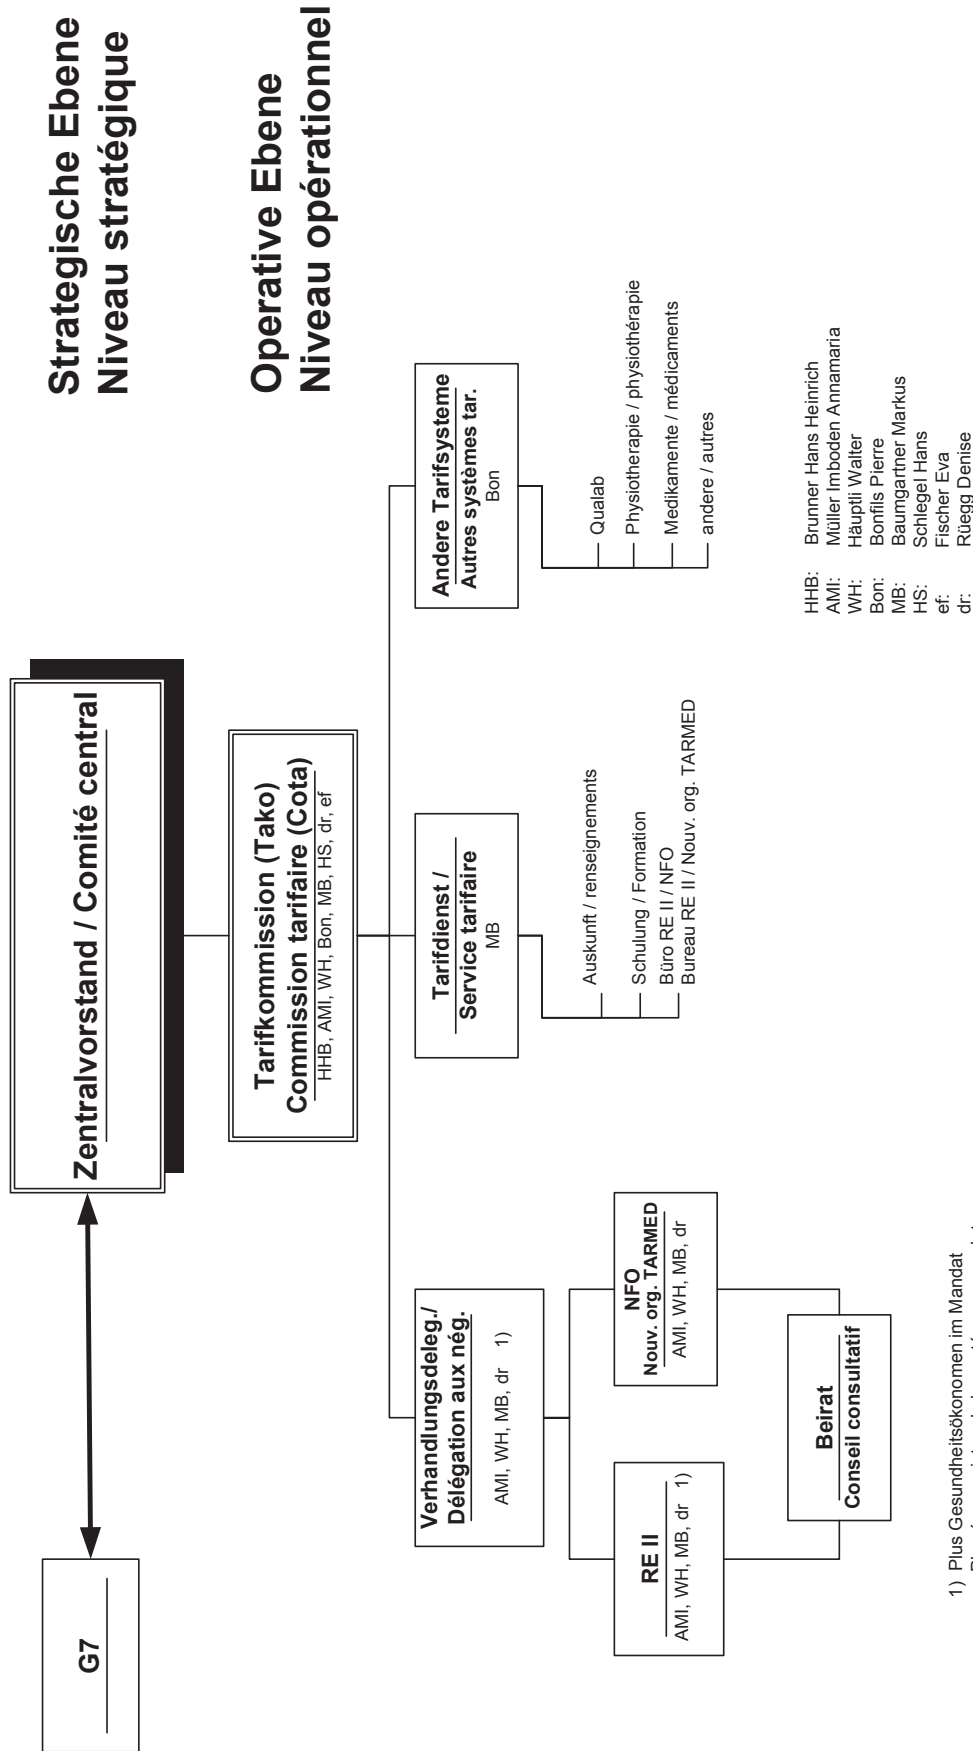 Strategische Ebene
Niveau stratégique
G7
Zentralvorstand / Comité central
Operative Ebene
Niveau opérationnel
Tarifkommission (Tako)
Commission tarifaire (Cota)
HHB, AMI, WH, Bon, MB, HS, dr, ef
Verhandlungsdeleg./
Délégation aux nég.
AMI, WH, MB, dr 1)
Tarifdienst /
Service tarifaire
MB
Andere Tarifsysteme
Autres systèmes tar.
Bon
RE II
AMI, WH, MB, dr 1)
NFO
Nouv. org. TARMED
AMI, WH, MB, dr
Beirat
Conseil consultatif
Auskunft / renseignements
Schulung / Formation
Büro RE II / NFO
Bureau RE II / Nouv. org. TARMED
Qualab
Physiotherapie / physiothérapie
Medikamente / médicaments
andere / autres
HHB: Brunner Hans Heinrich
AMI: Müller Imboden Annamaria
WH: Häuptli Walter
Bon: Bonfils Pierre
MB: Baumgartner Markus
HS: Schlegel Hans
ef: Fischer Eva
dr: Rüegg Denise
1) Plus Gesundheitsökonomen im Mandat